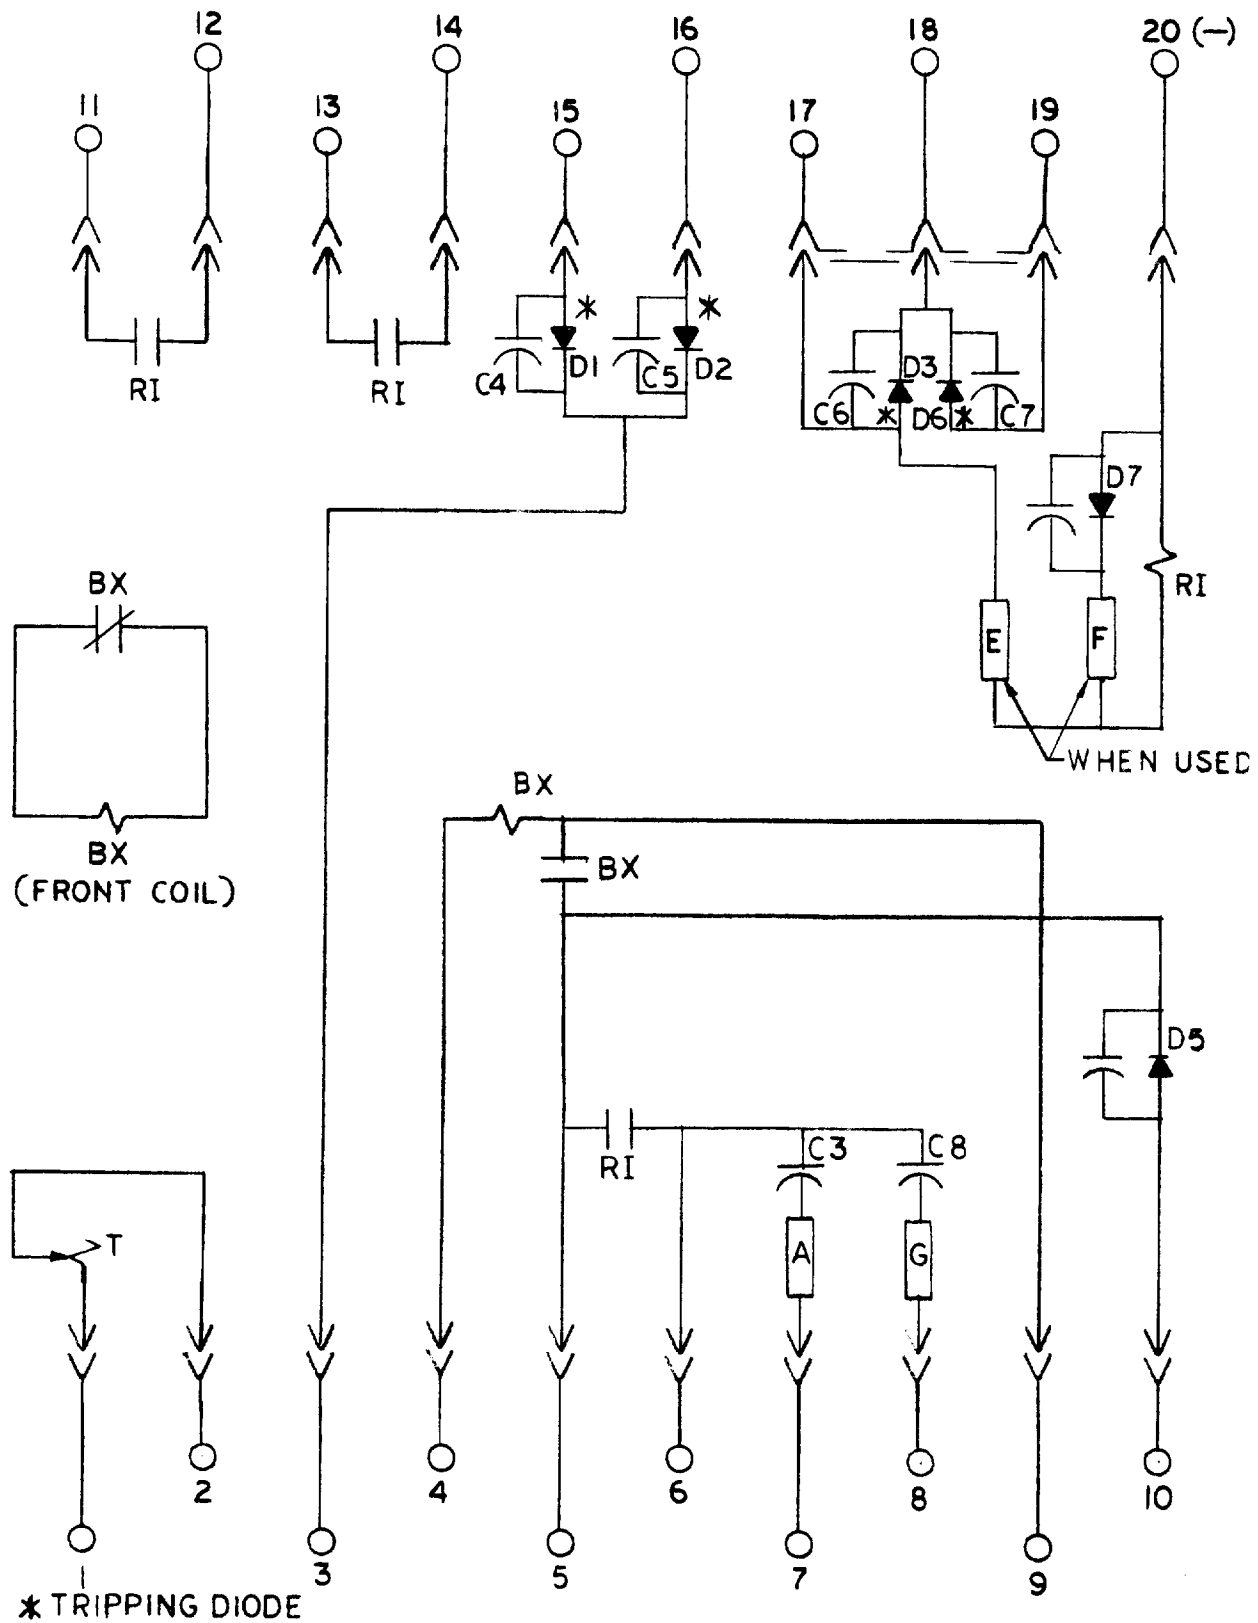 12
14
16
18
20 (—)
11
13
15
17
19
RI
RI
C4
*
D1
C5
*
D2
D3
C6
*
D6
*
C7
D7
RI
BX
E
F
WHEN USED
BX
BX
(FRONT COIL)
BX
D5
RI
C3
C8
T
A
G
2
4
6
8
10
1
3
5
7
9
* TRIPPING DIODE